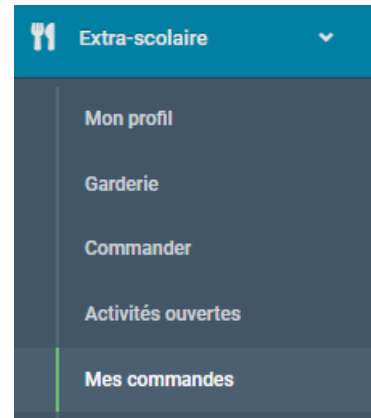 Extra-scolaire
Mon profil
Garderie
Commander
Activités ouvertes
Mes commandes